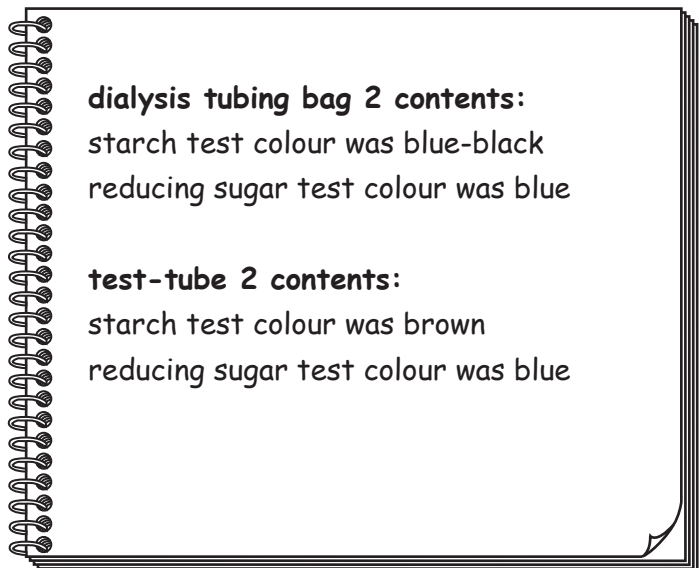 dialysis tubing bag 2 contents:
starch test colour was blue-black
reducing sugar test colour was blue
test-tube 2 contents:
starch test colour was brown
reducing sugar test colour was blue